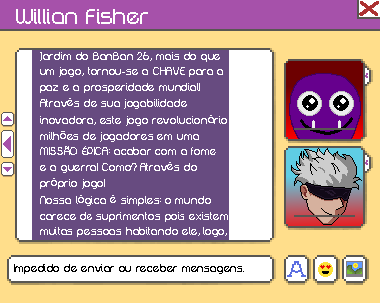 Willian Fisher
Jardim do BanBan 26, mais do que
um jogo, tornou-se a CHAVE para a
paz e a prosperidade mundial!
Através de sua jogabilidade
inovadora, este jogo revolucionário
milhões de jogadores em uma
MISSÃO ÉPICA: acabar com a fome
e a guerra! Como? Através do
próprio jogo!
Nossa lógica é simples: o mundo
carece de suprimentos pois existem
muitas pessoas habitando ele, logo,
Impedido de enviar ou receber mensagens.
A